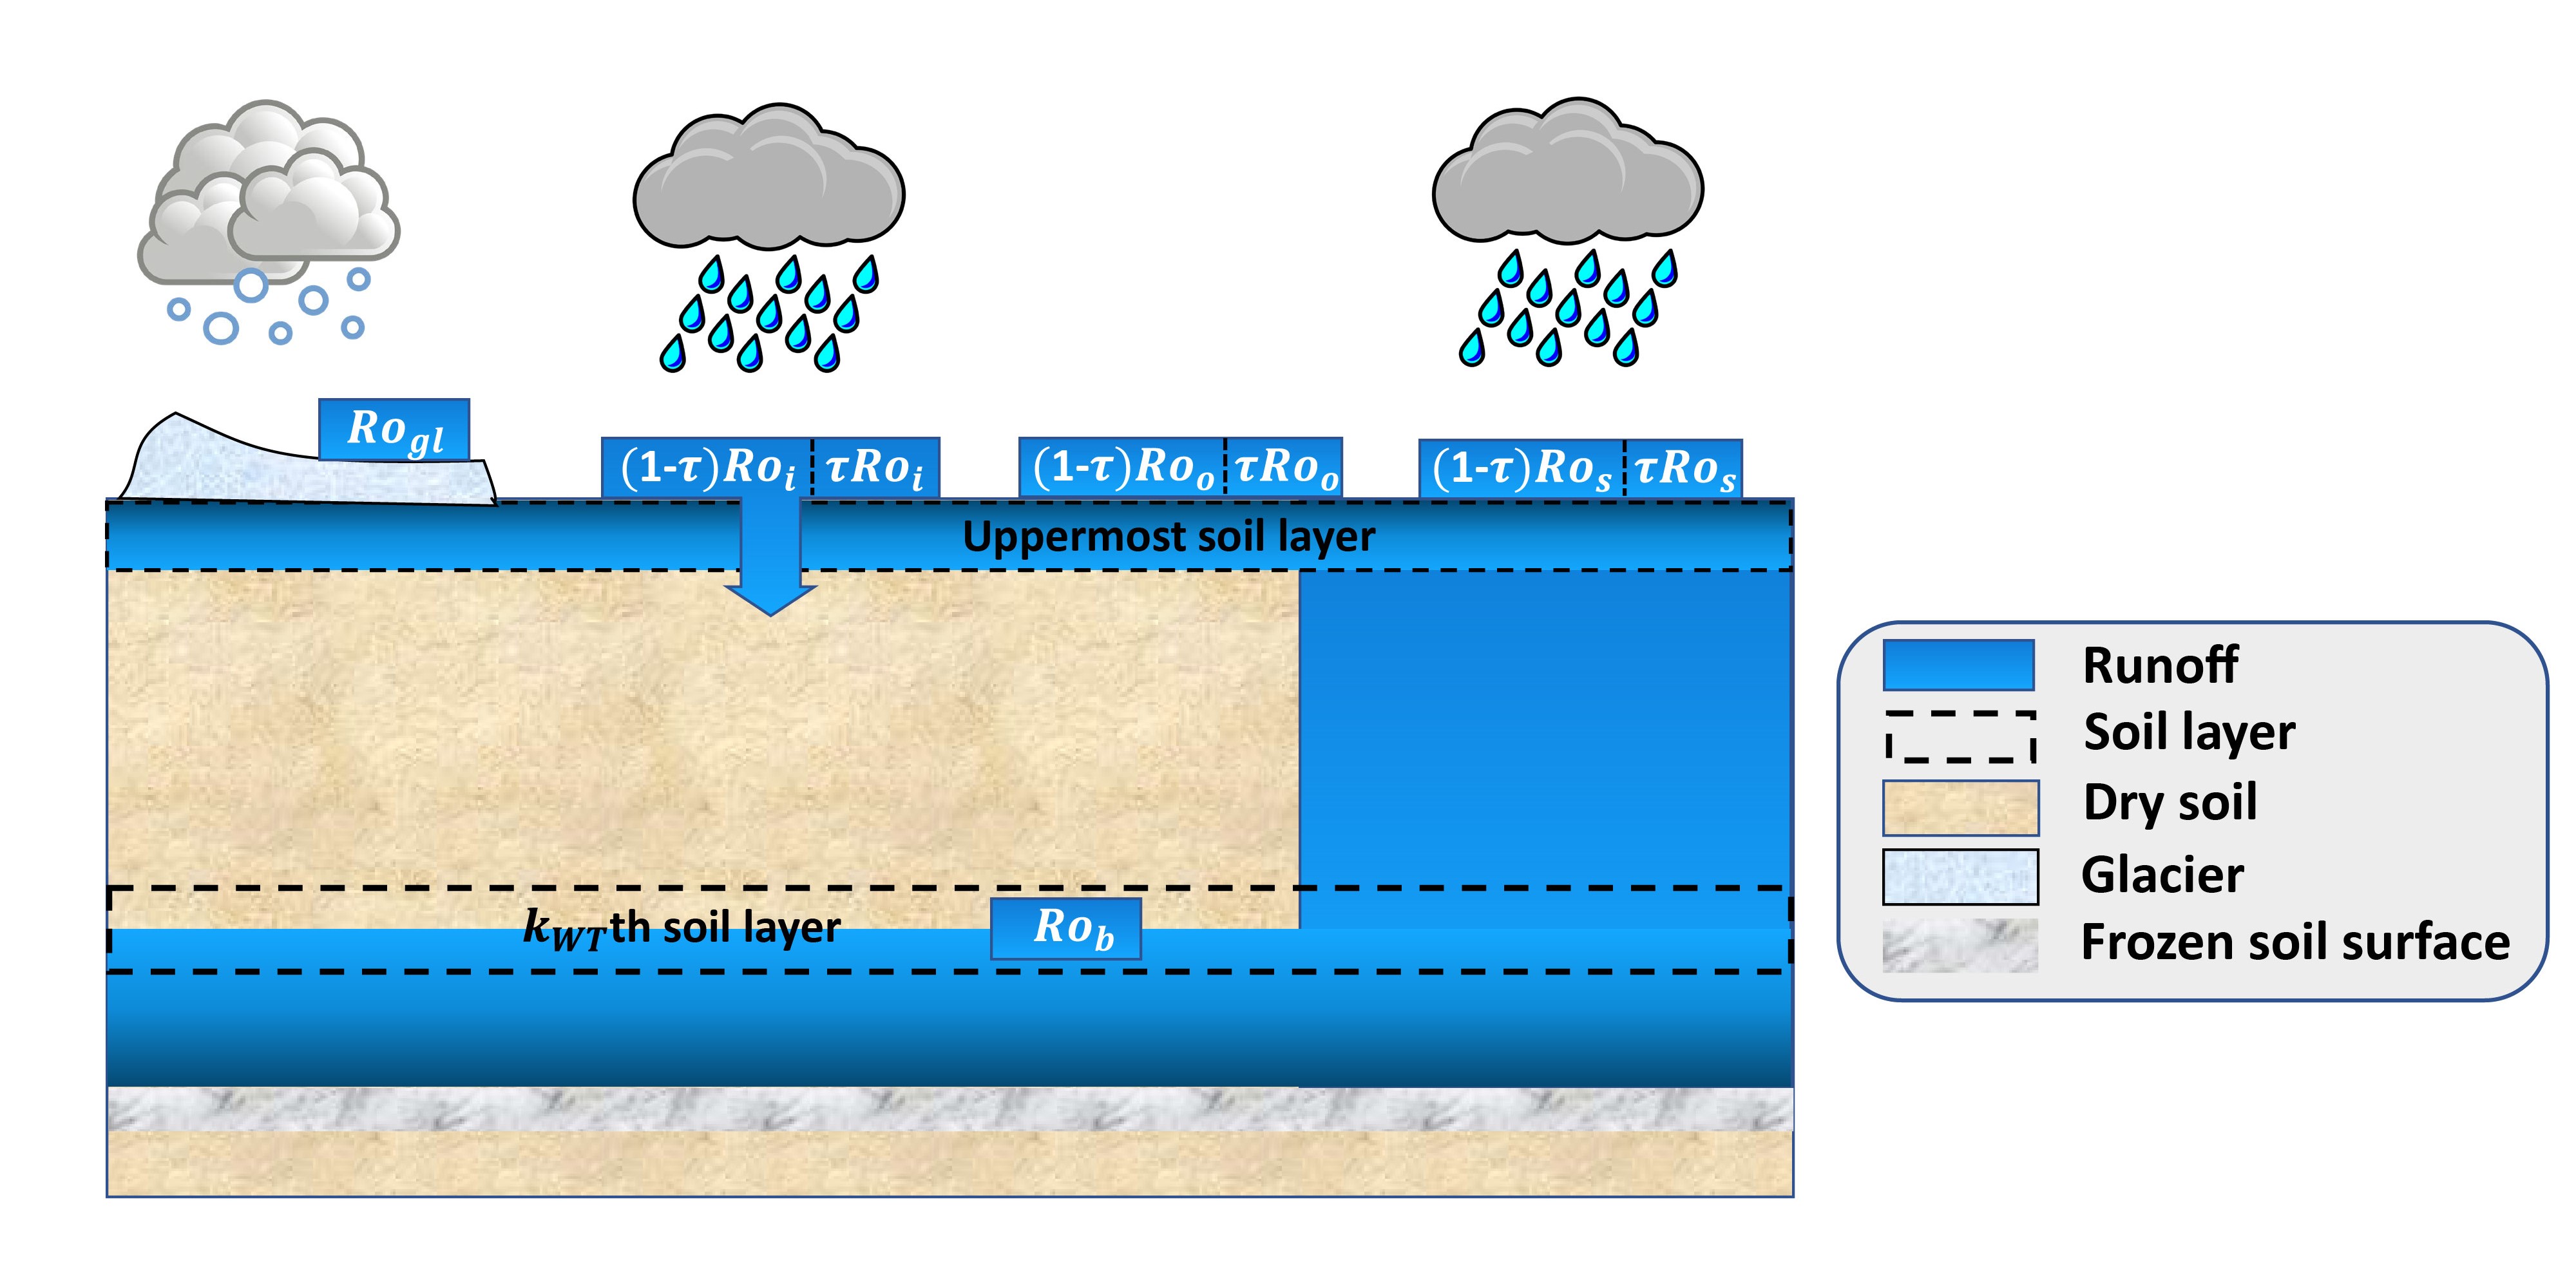 Ro_gl
(1-τ)Ro_i τRo_i
(1-τ)Ro_o τRo_o
(1-τ)Ro_s τRo_s
Uppermost soil layer
k_WT th soil layer
Ro_b
Runoff
Soil layer
Dry soil
Glacier
Frozen soil surface